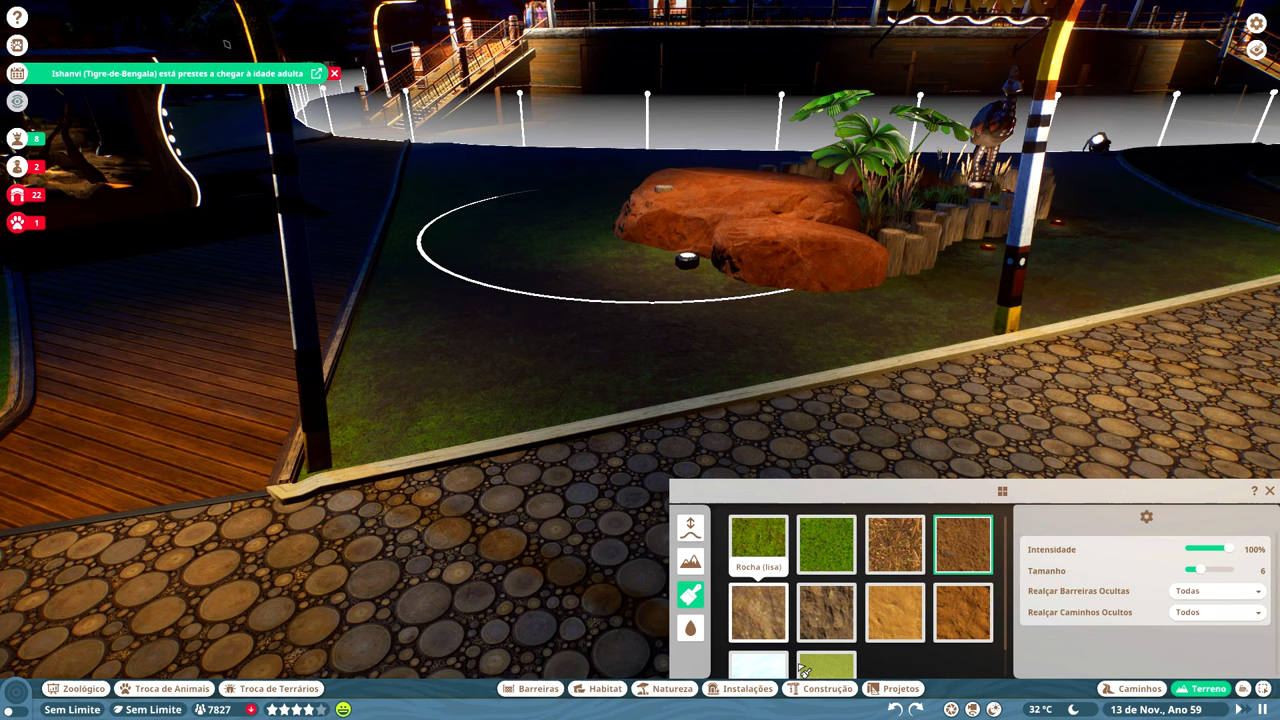 ?
Ishanvi (Tigre-de-Bengala) está prestes a chegar à idade adulta
8
2
22
1
?
Rocha (lisa)
Intensidade 100%
Tamanho 6
Realçar Barreiras Ocultas Todas
Realçar Caminhos Ocultos Todos
Zoológico Troca de Animais Troca de Terrários Barreiras Habitat Natureza Instalações Construção Projetos Caminhos Terreno
Sem Limite Sem Limite 7827 32 °C 13 de Nov., Ano 59